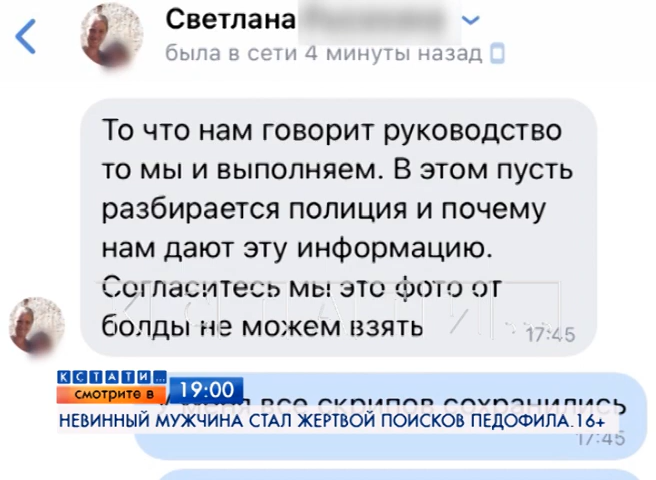 Светлана
была в сети 4 минуты назад
То что нам говорит руководство
то мы и выполняем. В этом пусть
разбирается полиция и почему
нам дают эту информацию.
Согласитесь мы это фото от
болды не можем взять
17:45
У меня все скрипов сохранились
17:45
КСТАТИ...
смотрите в 19:00
НЕВИННЫЙ МУЖЧИНА СТАЛ ЖЕРТВОЙ ПОИСКОВ ПЕДОФИЛА.16+